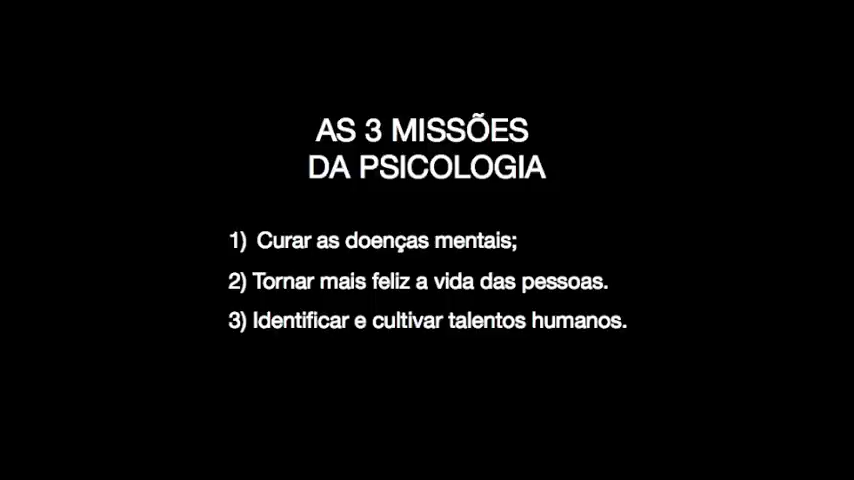 AS 3 MISSÕES
DA PSICOLOGIA
1) Curar as doenças mentais;
2) Tornar mais feliz a vida das pessoas.
3) Identificar e cultivar talentos humanos.